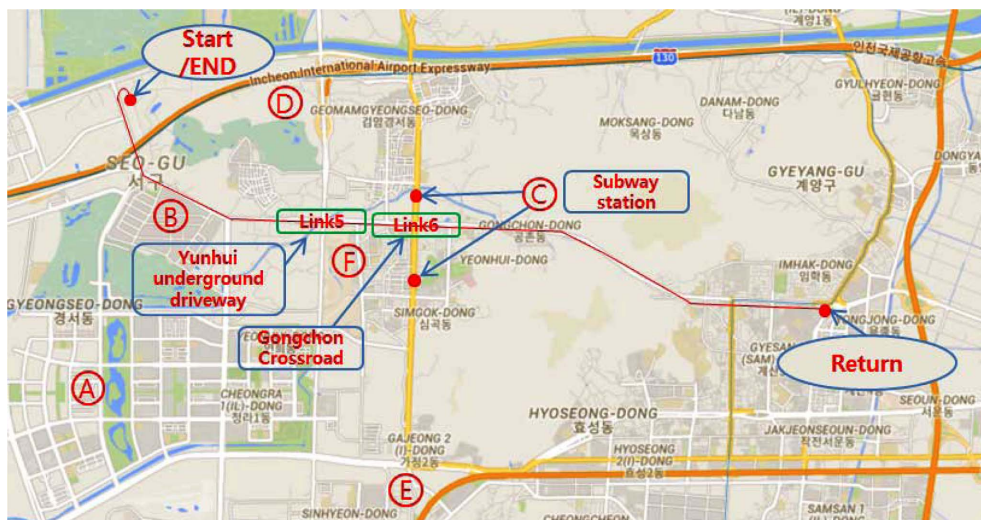 Start
/END
Incheon International Airport Expressway
130
인천국제공항고속
D
GEOMAMGYEONGSEO-DONG
검암경서동
GYULHYEON-DONG
귤현동
DANAM-DONG
다남동
MOKSANG-DONG
목상동
SEO-GU
서구
GYEYANG-GU
계양구
C
Subway
station
B
Link5
Link6
GONGCHON-DONG
공촌동
Yunhui
underground
driveway
F
YEONHUI-DONG
IMHAK-DONG
임학동
GYEONGSEO-DONG
경서동
SIMGOK-DONG
심곡동
Gongchon
Crossroad
Return
A
CHEONGRA
1(IL)-DONG
청라1동
HYOSEONG-DONG
효성동
SEOUN-DONG
서운동
JAKJEONSEOUN-DONG
작전서운동
GAJEONG 2
(I)-DONG
가정2동
HYOSEONG
2(I)-DONG
효성2동
E
SINHYEON-DONG
CHEONGCHEON
SAMSAN 1